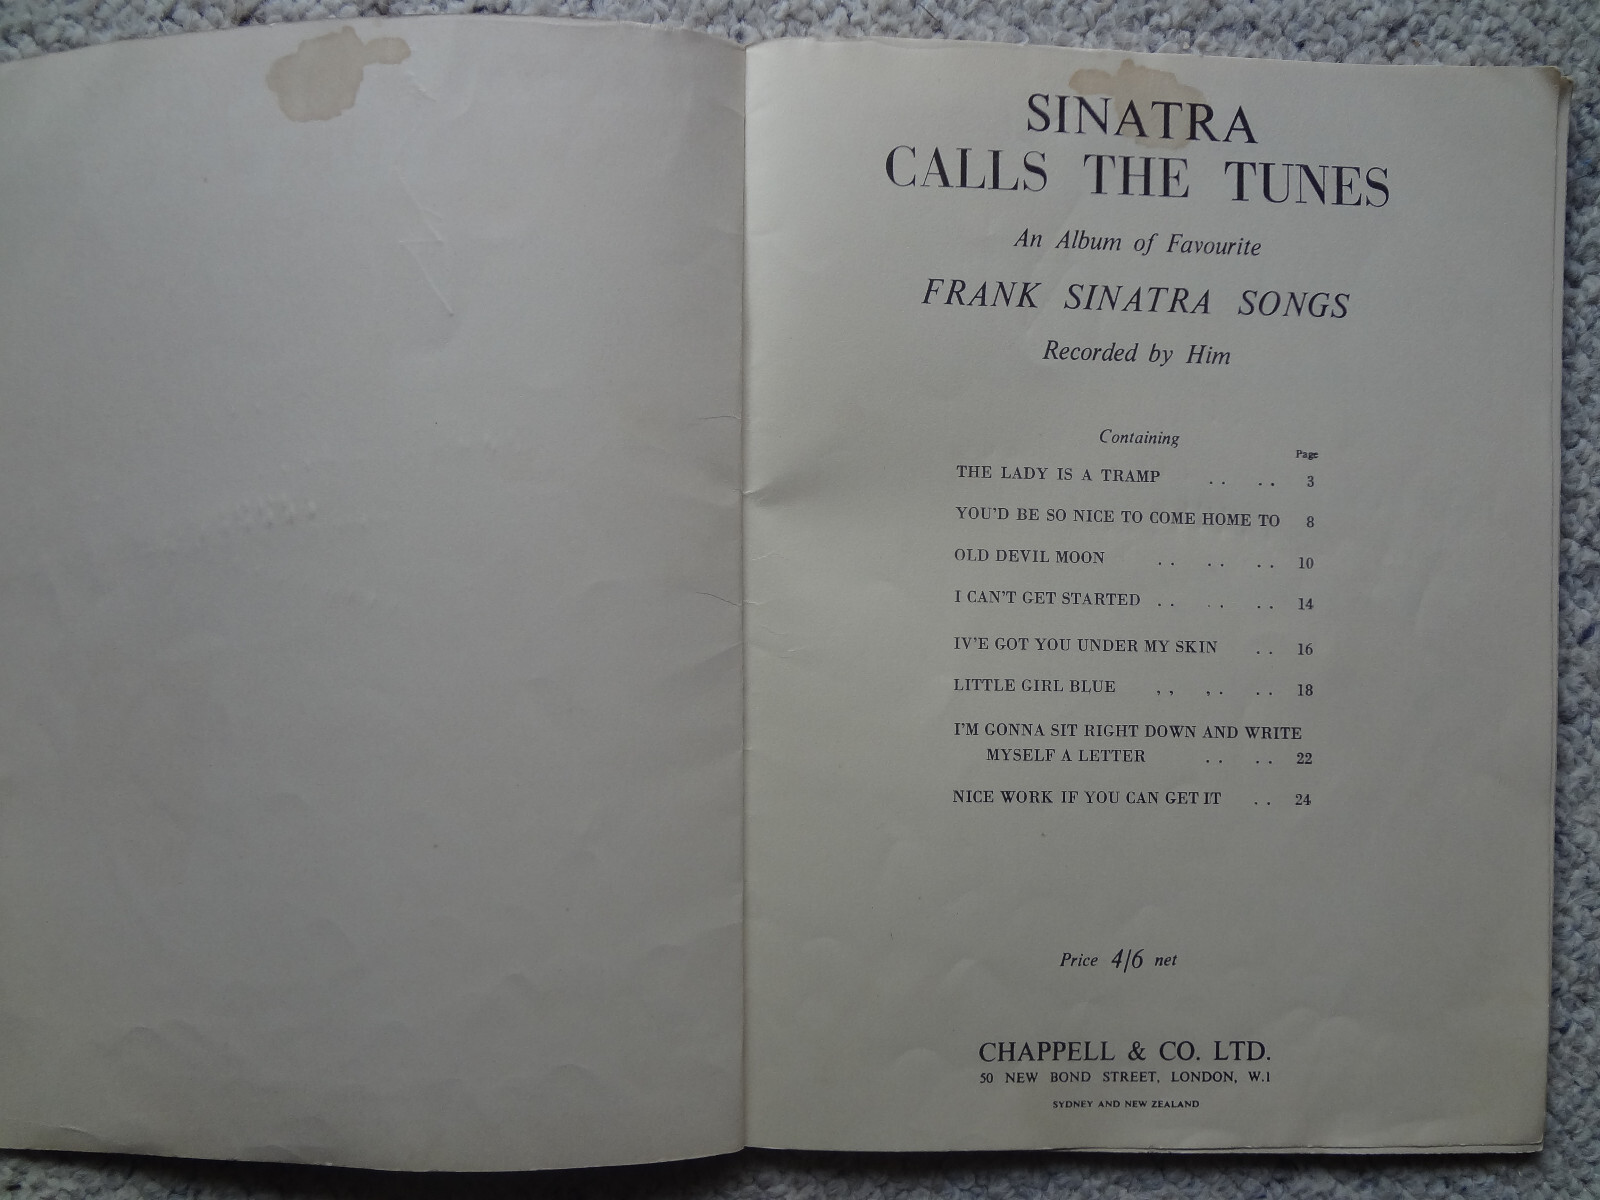 SINATRA
CALLS THE TUNES
An Album of Favourite
FRANK SINATRA SONGS
Recorded by Him
Containing
Page
THE LADY IS A TRAMP . . . . 3
YOU'D BE SO NICE TO COME HOME TO 8
OLD DEVIL MOON . . . . . . 10
I CAN'T GET STARTED . . . . . . 14
IV'E GOT YOU UNDER MY SKIN . . 16
LITTLE GIRL BLUE , , , . . . 18
I'M GONNA SIT RIGHT DOWN AND WRITE
MYSELF A LETTER . . . . 22
NICE WORK IF YOU CAN GET IT . . 24
Price 4/6 net
CHAPPELL & CO. LTD.
50 NEW BOND STREET, LONDON, W.1
SYDNEY AND NEW ZEALAND